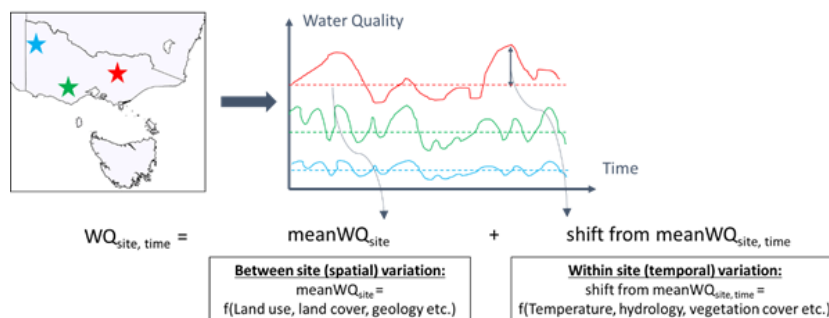 Water Quality
Time
WQsite, time = meanWQsite + shift from meanWQsite, time
Between site (spatial) variation:
meanWQsite =
f(Land use, land cover, geology etc.)
Within site (temporal) variation:
shift from meanWQsite, time =
f(Temperature, hydrology, vegetation cover etc.)